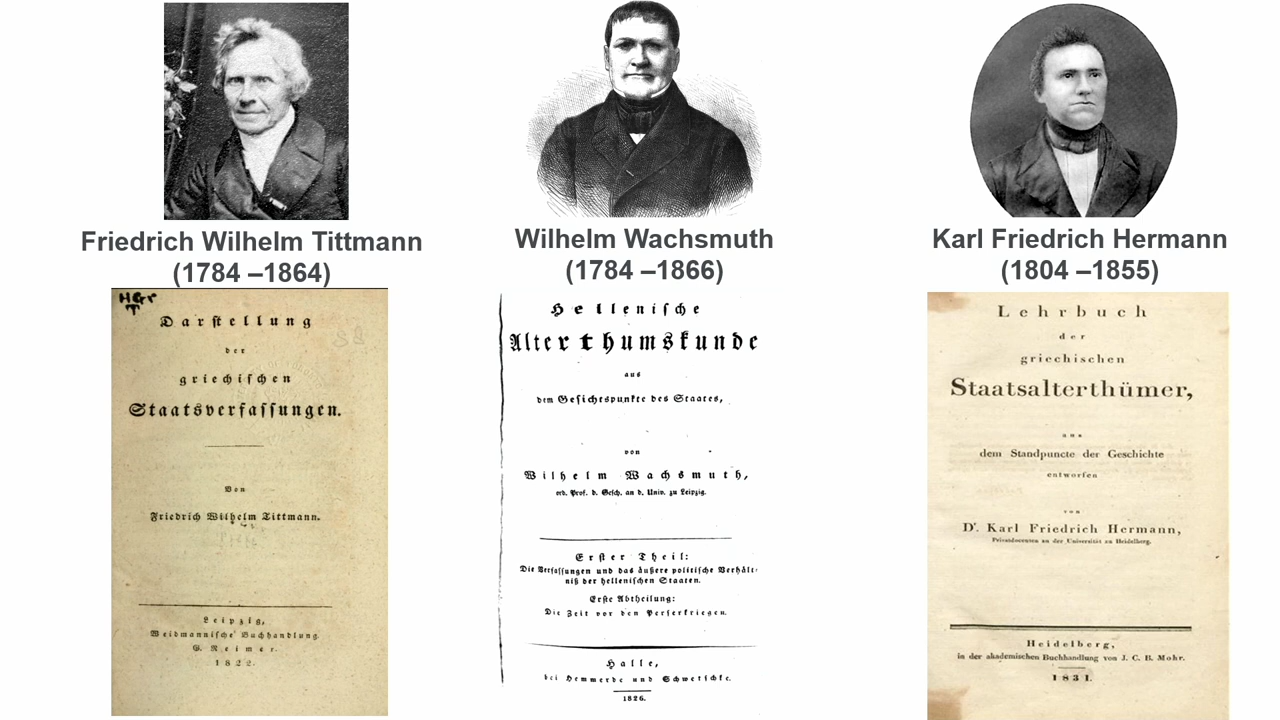 Friedrich Wilhelm Tittmann
(1784 –1864)
HGr
T
Darstellung
der
griechischen
Staatsverfassungen.
Von
Friedrich Wilhelm Tittmann.
Leipzig,
Weidmannische Buchhandlung.
G. Reimer.
1822.
Wilhelm Wachsmuth
(1784 –1866)
Hellenische
Alterthumskunde
aus
dem Gesichtspunkte des Staates,
von
Wilhelm Wachsmuth,
ord. Prof. d. Gesch. an d. Univ. zu Leipzig.
Erster Theil:
Die Verfassungen und das äußere politische Verhält-
niß der hellenischen Staaten.
Erste Abtheilung:
Die Zeit vor den Perserkriegen.
Halle,
bei Hemmerde und Schwetschke.
1826.
Karl Friedrich Hermann
(1804 –1855)
Lehrbuch
der
griechischen
Staatsalterthümer,
aus
dem Standpuncte der Geschichte
entworfen
von
Dr. Karl Friedrich Hermann,
Privatdocenten an der Universität zu Heidelberg.
Heidelberg,
in der akademischen Buchhandlung von J. C. B. Mohr.
1831.